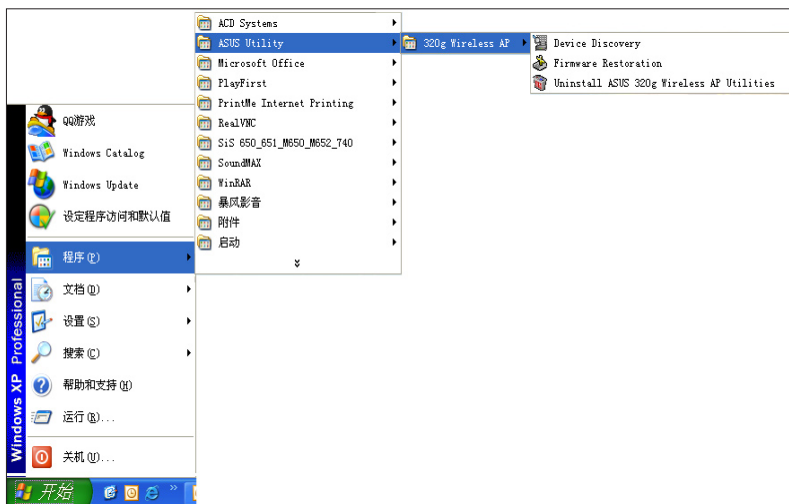 ACD Systems
ASUS Utility
Microsoft Office
PlayFirst
PrintMe Internet Printing
RealVNC
SiS 650_651_M650_M652_740
SoundMAX
WinRAR
暴风影音
附件
启动
320g Wireless AP
Device Discovery
Firmware Restoration
Uninstall ASUS 320g Wireless AP Utilities
QQ游戏
Windows Catalog
Windows Update
设定程序访问和默认值
程序(P)
文档(D)
设置(S)
搜索(C)
帮助和支持(H)
运行(R)...
关机(U)...
Windows XP Professional
开始